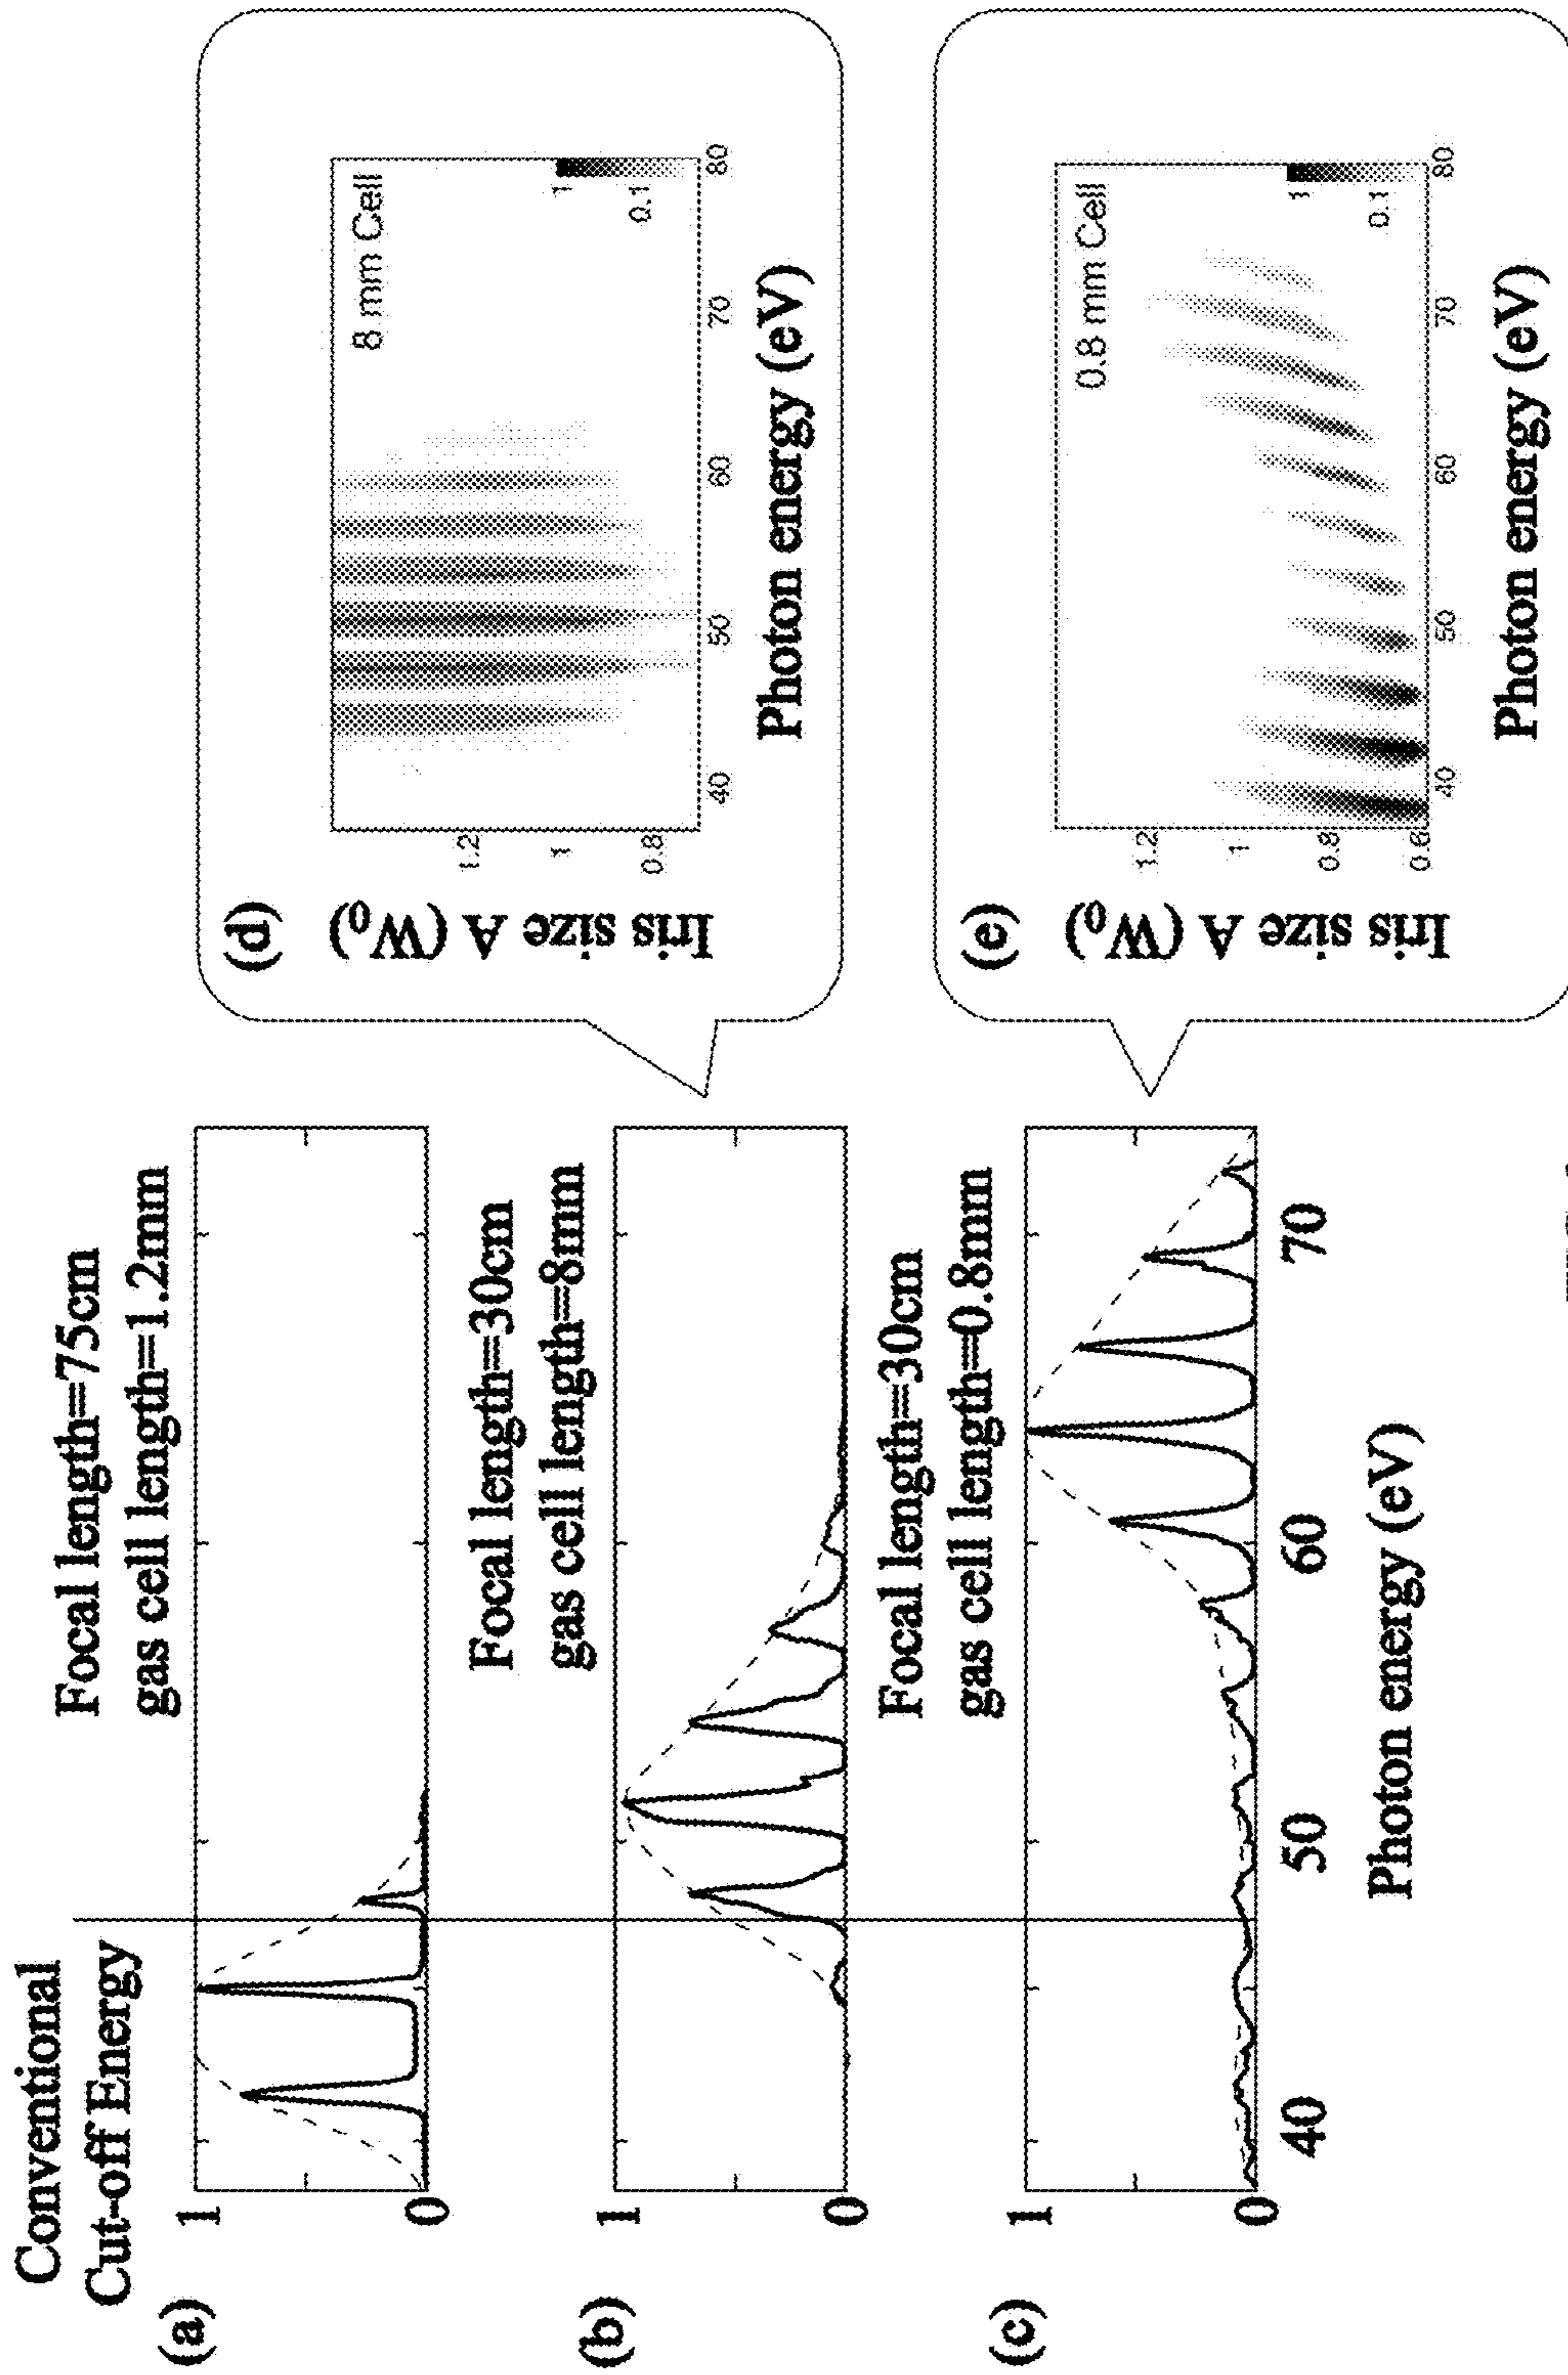 Conventional
Cut-off Energy
(a)
Focal length=75cm
gas cell length=1.2mm
1
0
(b)
Focal length=30cm
gas cell length=8mm
1
0
(c)
Focal length=30cm
gas cell length=0.8mm
1
0
40 50 60 70
Photon energy (eV)
(d)
Iris size A (W₀)
8 mm Cell
1.2
1
0.8
1
0.1
40 50 60 70 80
Photon energy (eV)
(e)
Iris size A (W₀)
0.8 mm Cell
1.2
1
0.8
0.6
1
0.1
40 50 60 70 80
Photon energy (eV)